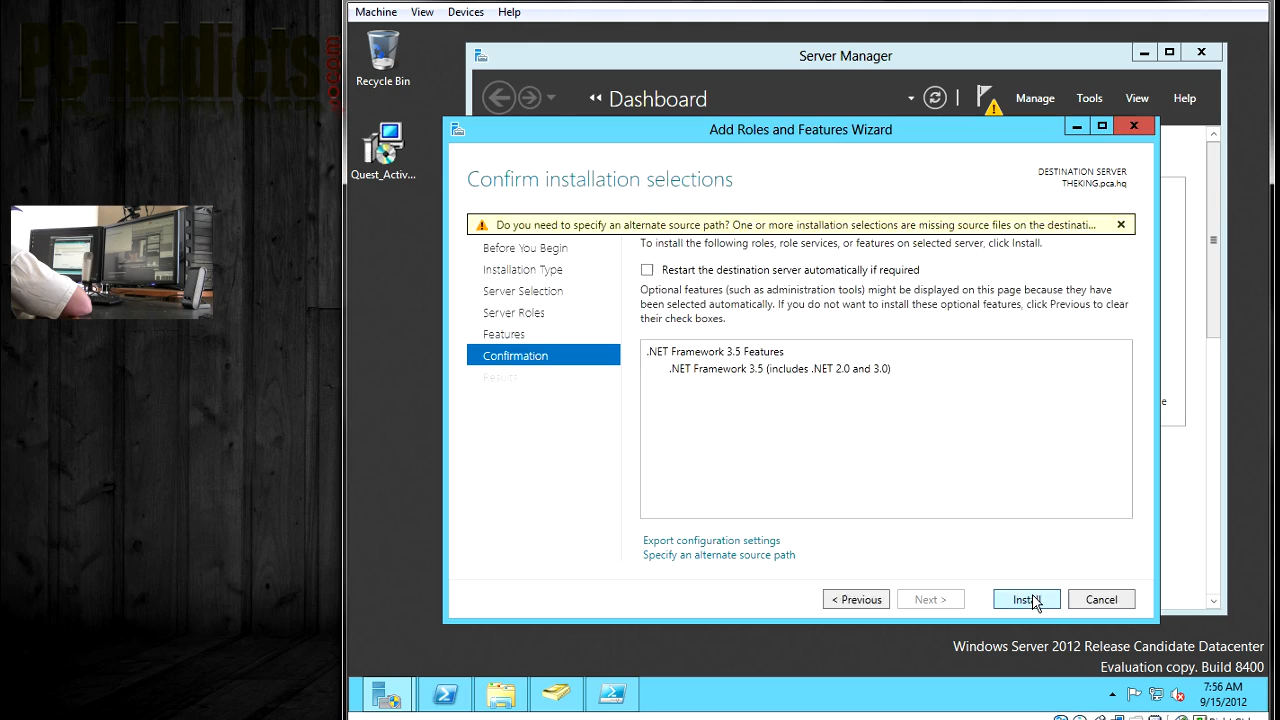 PC-Addicts
Machine View Devices Help
Recycle Bin
Quest_Activ...
Server Manager
Dashboard
Manage Tools View Help
Add Roles and Features Wizard
Confirm installation selections
DESTINATION SERVER
THEKING.pca.hq
Do you need to specify an alternate source path? One or more installation selections are missing source files on the destinati...
Before You Begin
Installation Type
Server Selection
Server Roles
Features
Confirmation
Results
To install the following roles, role services, or features on selected server, click Install.
Restart the destination server automatically if required
Optional features (such as administration tools) might be displayed on this page because they have
been selected automatically. If you do not want to install these optional features, click Previous to clear
their check boxes.
.NET Framework 3.5 Features
.NET Framework 3.5 (includes .NET 2.0 and 3.0)
Export configuration settings
Specify an alternate source path
< Previous Next > Install Cancel
Windows Server 2012 Release Candidate Datacenter
Evaluation copy. Build 8400
7:56 AM
9/15/2012